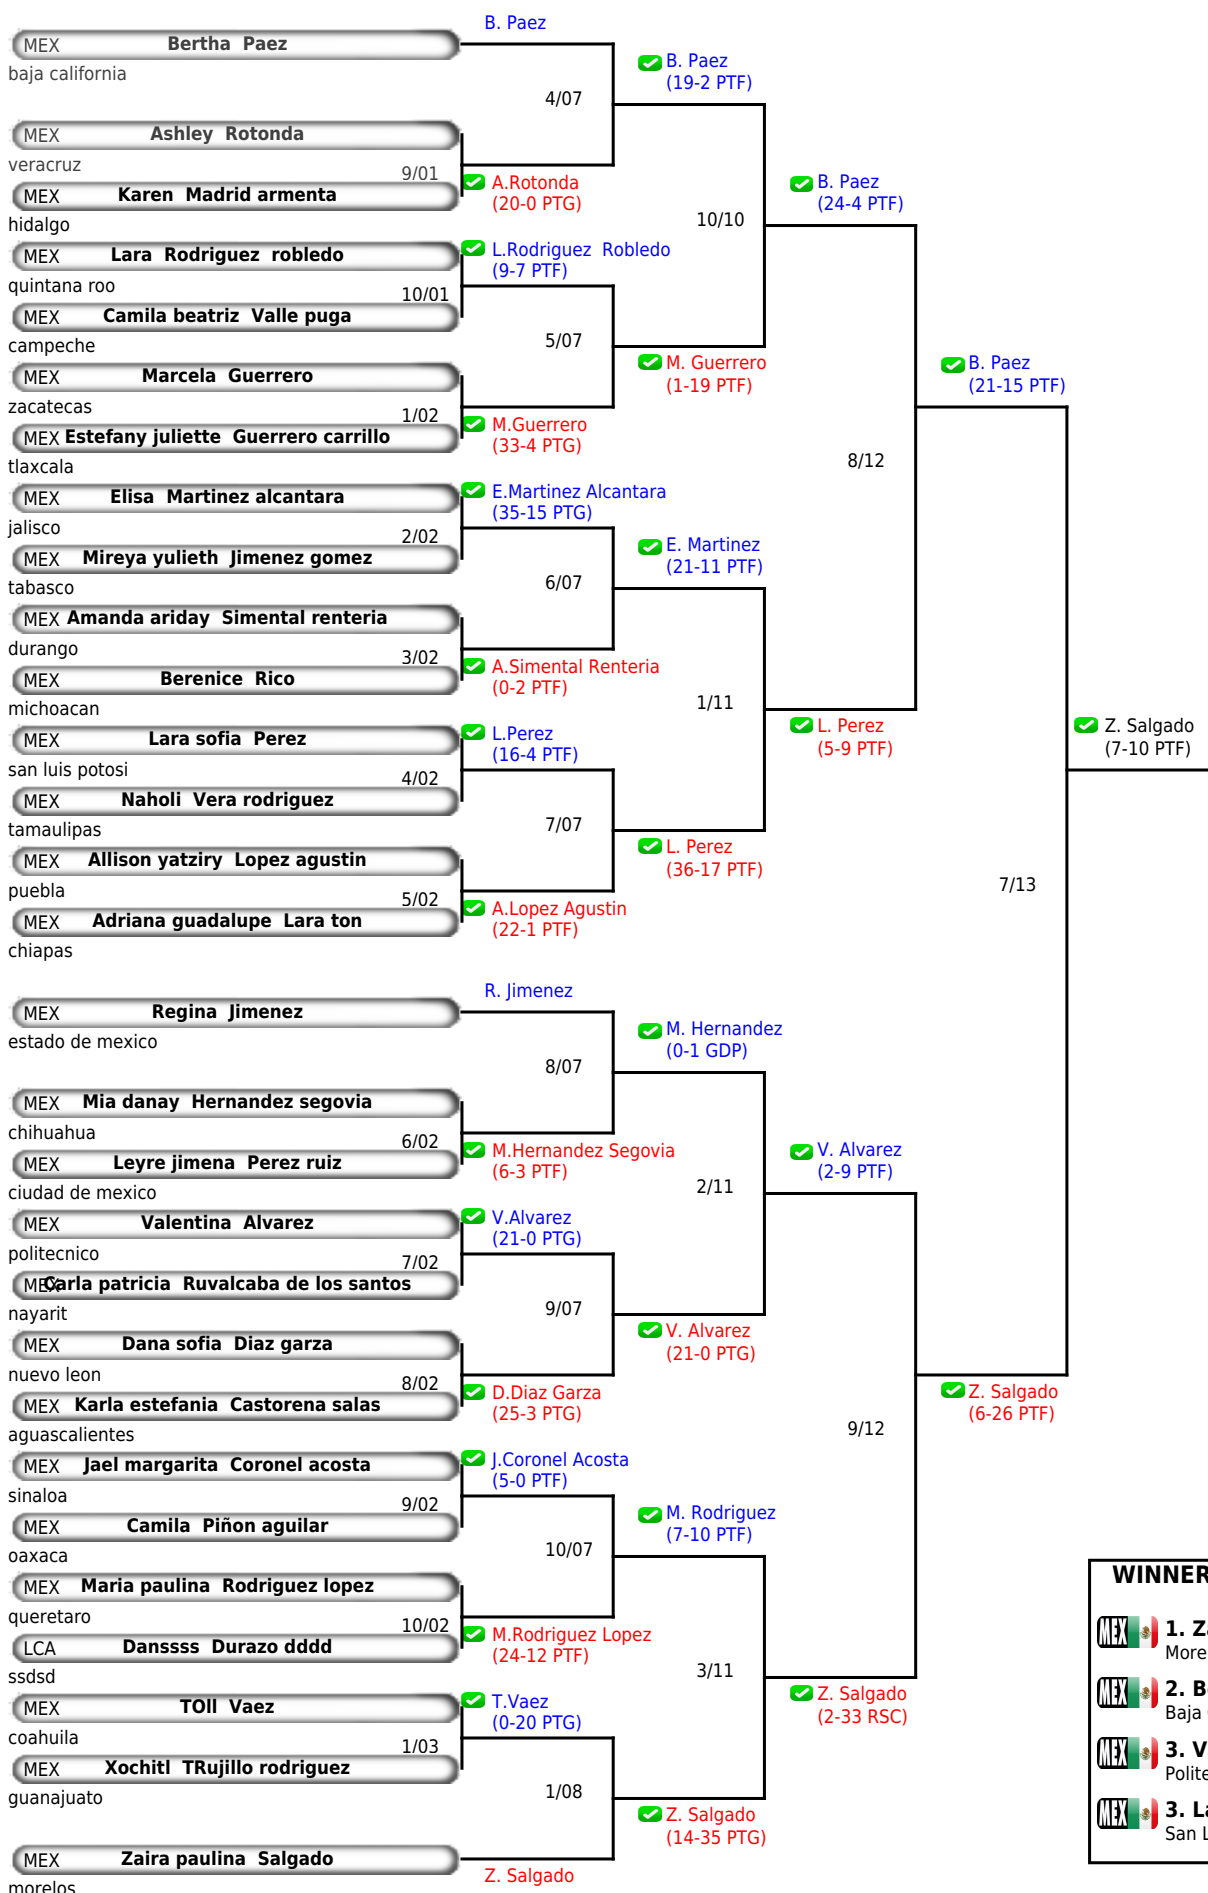 B. Paez
MEX Bertha Paez
baja california
B. Paez
(19-2 PTF)
4/07
MEX Ashley Rotonda
veracruz
9/01
A.Rotonda
(20-0 PTG)
MEX Karen Madrid armenta
hidalgo
B. Paez
(24-4 PTF)
10/10
MEX Lara Rodriguez robledo
quintana roo
L.Rodriguez Robledo
(9-7 PTF)
10/01
MEX Camila beatriz Valle puga
campeche
5/07
M. Guerrero
(1-19 PTF)
MEX Marcela Guerrero
zacatecas
1/02
M.Guerrero
(33-4 PTG)
MEX Estefany juliette Guerrero carrillo
tlaxcala
B. Paez
(21-15 PTF)
8/12
MEX Elisa Martinez alcantara
jalisco
E.Martinez Alcantara
(35-15 PTG)
2/02
MEX Mireya yulieth Jimenez gomez
tabasco
E. Martinez
(21-11 PTF)
6/07
MEX Amanda ariday Simental renteria
durango
3/02
A.Simental Renteria
(0-2 PTF)
MEX Berenice Rico
michoacan
1/11
L. Perez
(5-9 PTF)
MEX Lara sofia Perez
san luis potosi
L.Perez
(16-4 PTF)
4/02
MEX Naholi Vera rodriguez
tamaulipas
7/07
L. Perez
(36-17 PTF)
MEX Allison yatziry Lopez agustin
puebla
5/02
A.Lopez Agustin
(22-1 PTF)
MEX Adriana guadalupe Lara ton
chiapas
Z. Salgado
(7-10 PTF)
7/13
R. Jimenez
MEX Regina Jimenez
estado de mexico
M. Hernandez
(0-1 GDP)
8/07
MEX Mia danay Hernandez segovia
chihuahua
6/02
M.Hernandez Segovia
(6-3 PTF)
MEX Leyre jimena Perez ruiz
ciudad de mexico
V. Alvarez
(2-9 PTF)
2/11
MEX Valentina Alvarez
politecnico
V.Alvarez
(21-0 PTG)
7/02
MEX Carla patricia Ruvalcaba de los santos
nayarit
9/07
V. Alvarez
(21-0 PTG)
MEX Dana sofia Diaz garza
nuevo leon
8/02
D.Diaz Garza
(25-3 PTG)
MEX Karla estefania Castorena salas
aguascalientes
Z. Salgado
(6-26 PTF)
9/12
MEX Jael margarita Coronel acosta
sinaloa
J.Coronel Acosta
(5-0 PTF)
9/02
MEX Camila Piñon aguilar
oaxaca
M. Rodriguez
(7-10 PTF)
10/07
MEX Maria paulina Rodriguez lopez
queretaro
10/02
M.Rodriguez Lopez
(24-12 PTF)
LCA Danssss Durazo dddd
ssdsd
3/11
Z. Salgado
(2-33 RSC)
MEX TOll Vaez
coahuila
T.Vaez
(0-20 PTG)
1/03
MEX Xochitl TRujillo rodriguez
guanajuato
1/08
Z. Salgado
(14-35 PTG)
MEX Zaira paulina Salgado
morelos
Z. Salgado
WINNER
MEX 1. Za
More
MEX 2. Be
Baja
MEX 3. V
Polite
MEX 3. La
San L